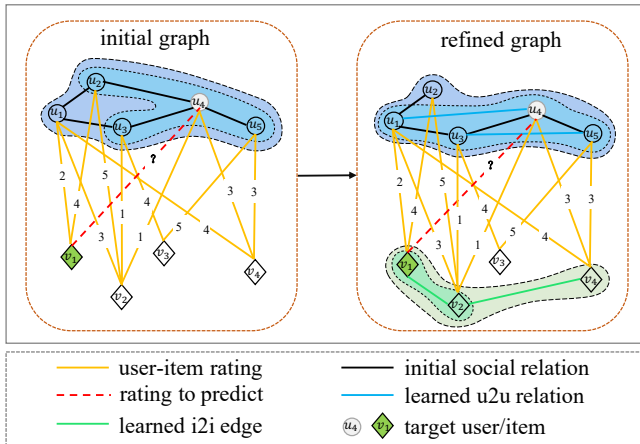 initial graph
refined graph
u₂
u₁
u₄
u₃
u₅
?
2
4
5
3
1
1
4
5
4
3
3
v₁
v₂
v₃
v₄
u₂
u₁
u₄
u₃
u₅
?
2
4
5
3
1
1
4
5
4
3
3
v₁
v₂
v₃
v₄
user-item rating
initial social relation
rating to predict
learned u2u relation
learned i2i edge
u₄ v₁ target user/item